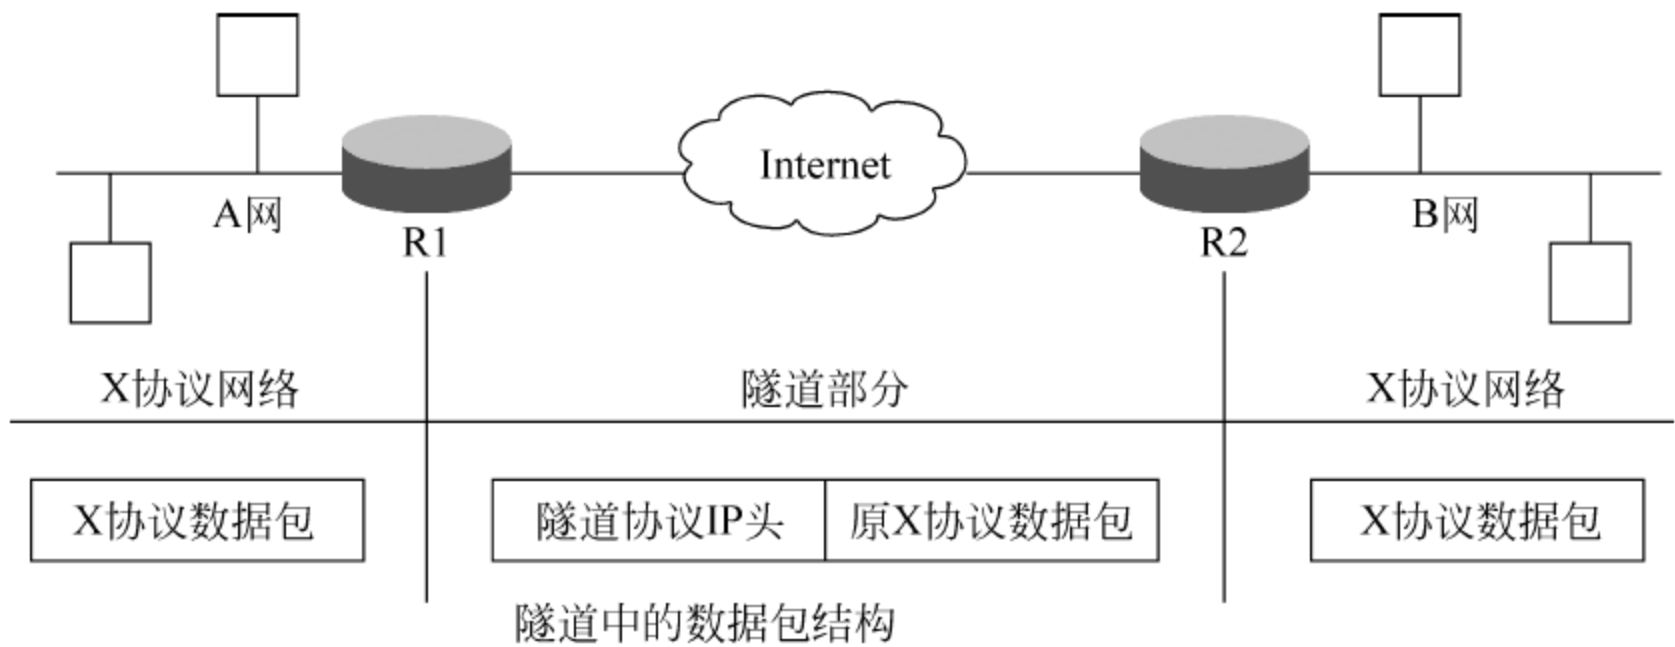 Internet
A网
B网
R1
R2
X协议网络
隧道部分
X协议网络
X协议数据包
隧道协议IP头
原X协议数据包
X协议数据包
隧道中的数据包结构